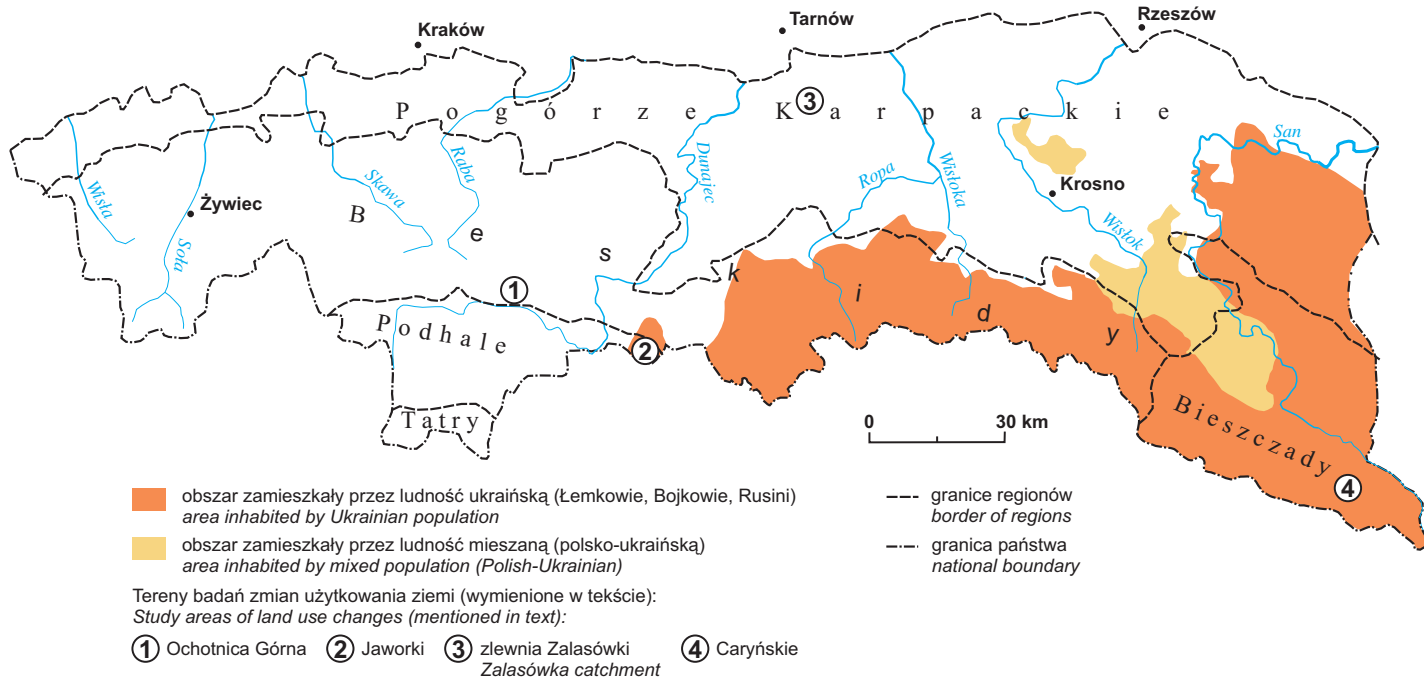 Kraków
Tarnów
Rzeszów
Pogórze Karpackie
3
San
Wisła
Soła
Żywiec
Skawa
Raba
Dunajec
Ropa
Wisłoka
Krosno
Wisłok
Beskidy
1
Podhale
2
Tatry
Bieszczady
4
0 30 km
obszar zamieszkały przez ludność ukraińską (Łemkowie, Bojkowie, Rusini)
area inhabited by Ukrainian population
obszar zamieszkały przez ludność mieszaną (polsko-ukraińską)
area inhabited by mixed population (Polish-Ukrainian)
granice regionów
border of regions
granica państwa
national boundary
Tereny badań zmian użytkowania ziemi (wymienione w tekście):
Study areas of land use changes (mentioned in text):
1 Ochotnica Górna 2 Jaworki 3 zlewnia Zalasówki 4 Caryńskie
Zalasówka catchment